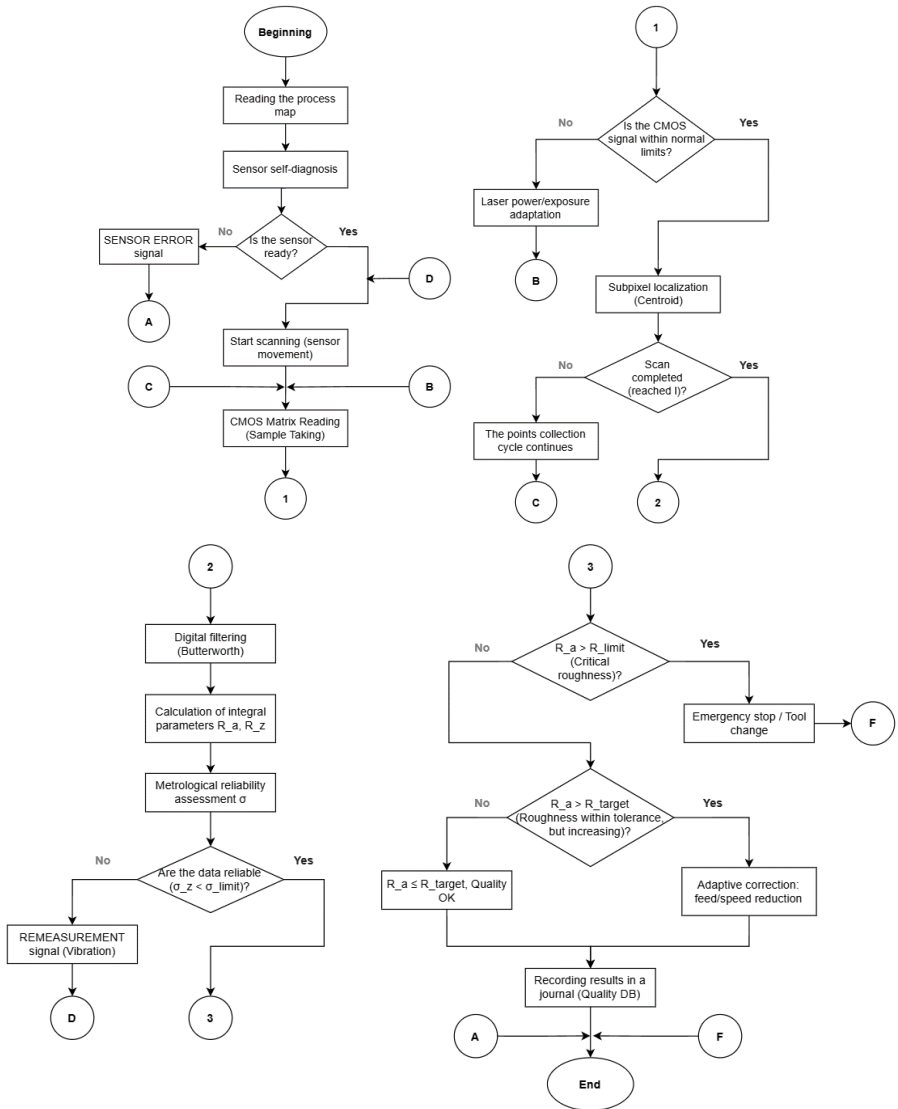 Beginning
Reading the process
map
Sensor self-diagnosis
Is the sensor
ready?
No
Yes
SENSOR ERROR
signal
A
D
Start scanning (sensor
movement)
C
B
CMOS Matrix Reading
(Sample Taking)
1
1
Is the CMOS
signal within normal
limits?
No
Yes
Laser power/exposure
adaptation
B
Subpixel localization
(Centroid)
Scan
completed
(reached l)?
No
Yes
The points collection
cycle continues
C
2
2
Digital filtering
(Butterworth)
Calculation of integral
parameters R_a, R_z
Metrological reliability
assessment σ
Are the data reliable
(σ_z < σ_limit)?
No
Yes
REMEASUREMENT
signal (Vibration)
D
3
3
R_a > R_limit
(Critical
roughness)?
No
Yes
Emergency stop / Tool
change
F
R_a > R_target
(Roughness within tolerance,
but increasing)?
No
Yes
R_a ≤ R_target, Quality
OK
Adaptive correction:
feed/speed reduction
Recording results in a
journal (Quality DB)
A
F
End